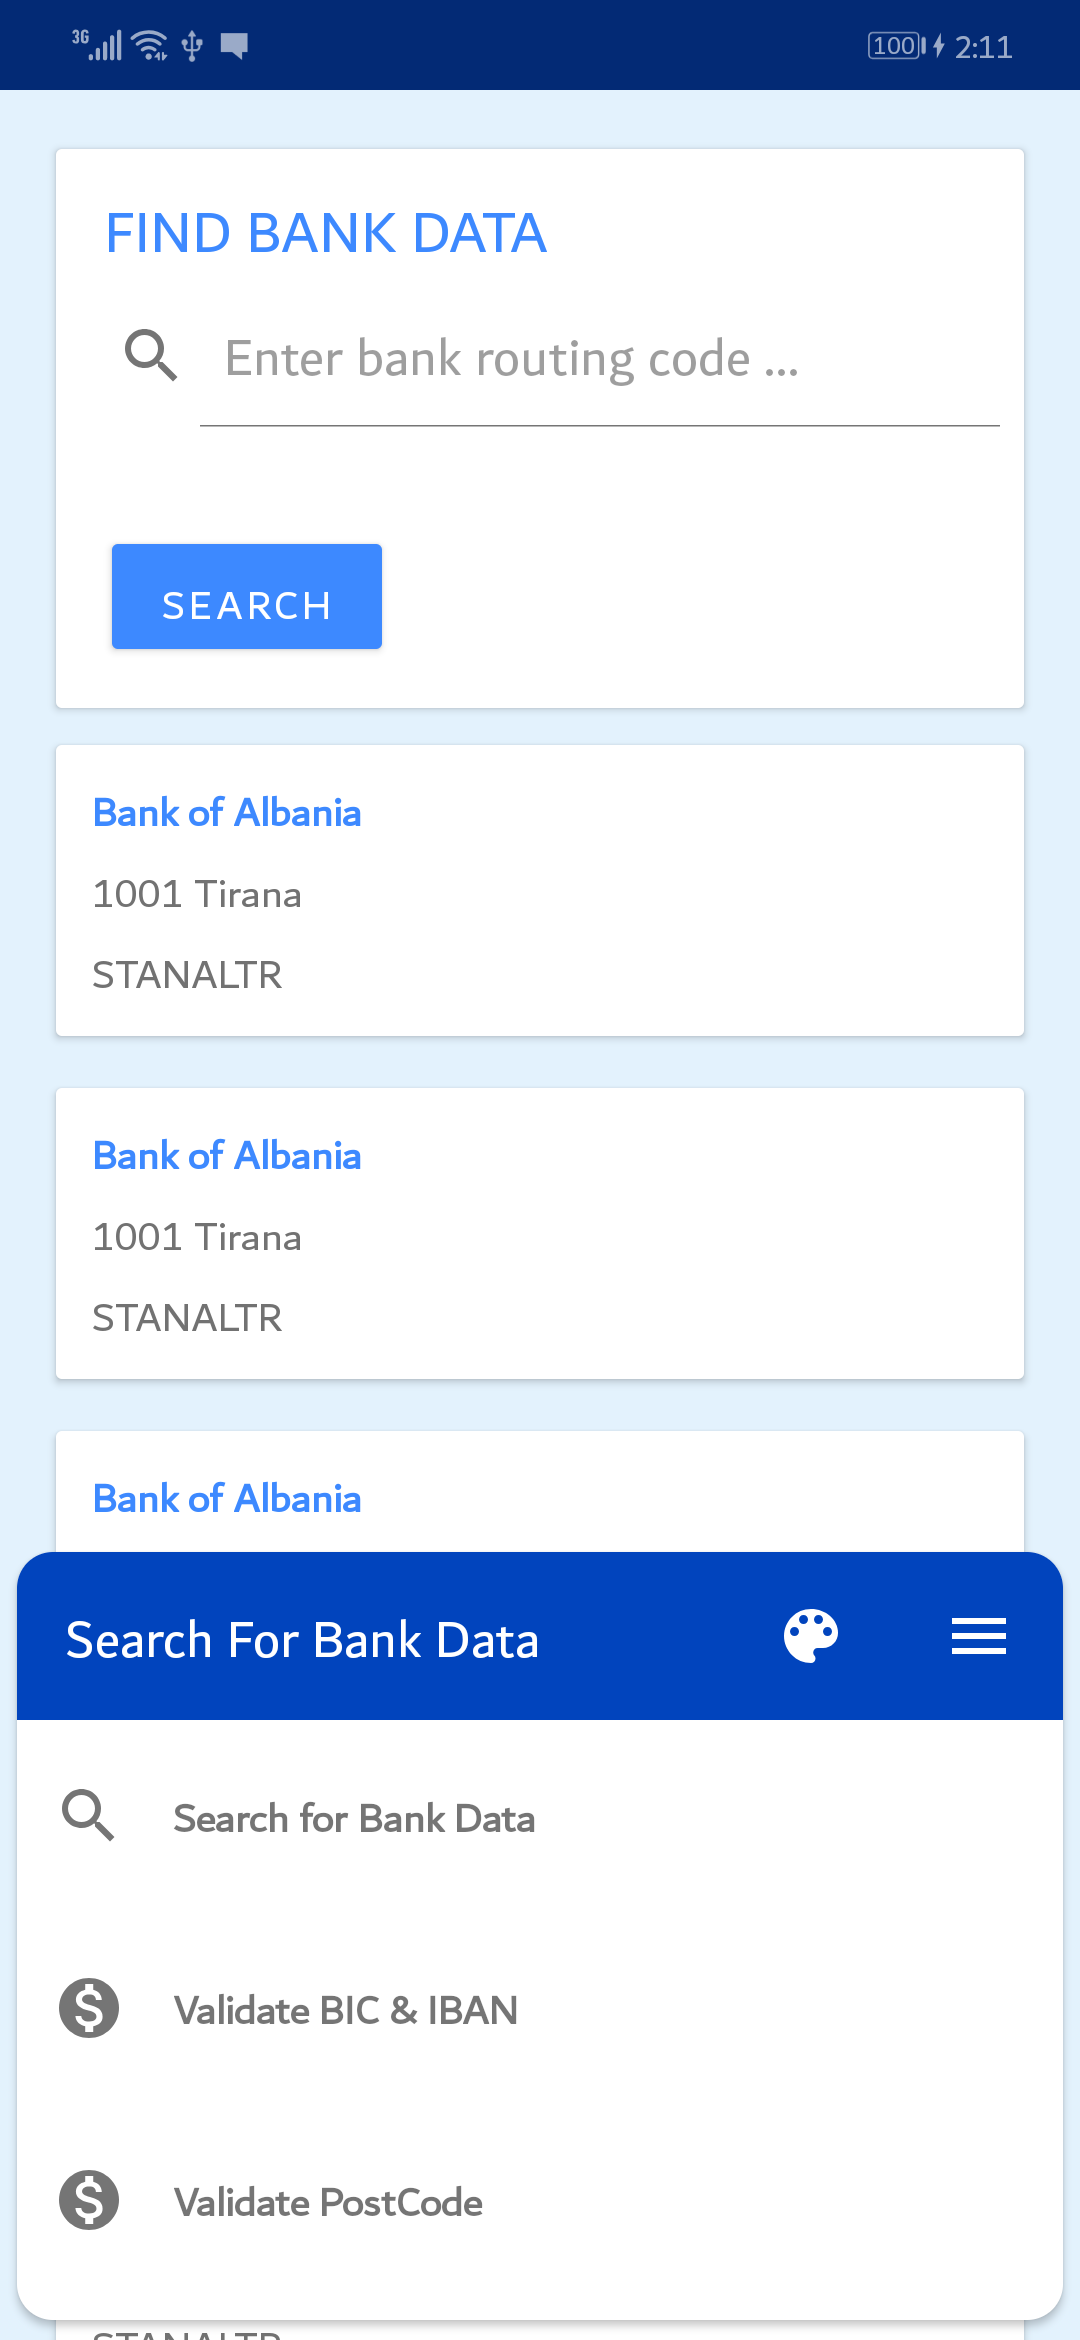 3G 100 2:11
FIND BANK DATA
Enter bank routing code ...
SEARCH
Bank of Albania
1001 Tirana
STANALTR
Bank of Albania
1001 Tirana
STANALTR
Bank of Albania
Search For Bank Data
Search for Bank Data
Validate BIC & IBAN
Validate PostCode
STANALTR